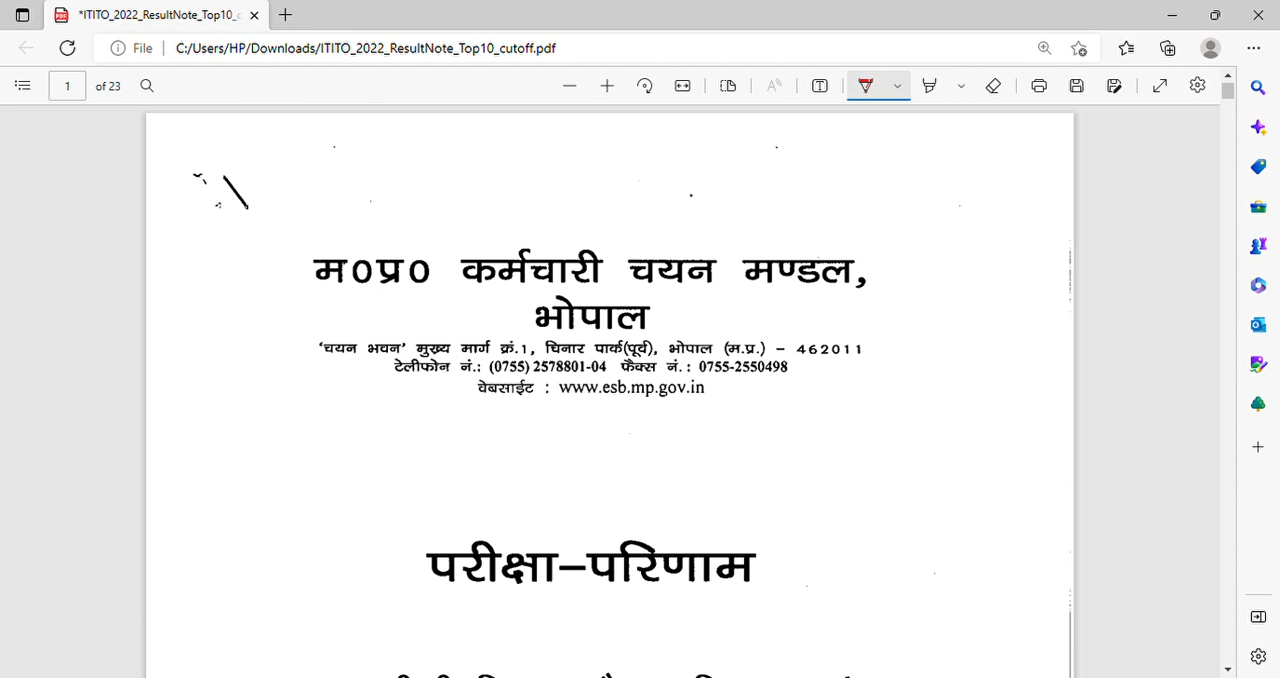 *ITITO_2022_ResultNote_Top10_c
File
C:/Users/HP/Downloads/ITITO_2022_ResultNote_Top10_cutoff.pdf
1 of 23
म0प्र0 कर्मचारी चयन मण्डल,
भोपाल
'चयन भवन' मुख्य मार्ग क्रं.1, चिनार पार्क(पूर्व), भोपाल (म.प्र.) – 462011
टेलीफोन नं.: (0755) 2578801-04 फैक्स नं. : 0755-2550498
वेबसाईट : www.esb.mp.gov.in
परीक्षा–परिणाम